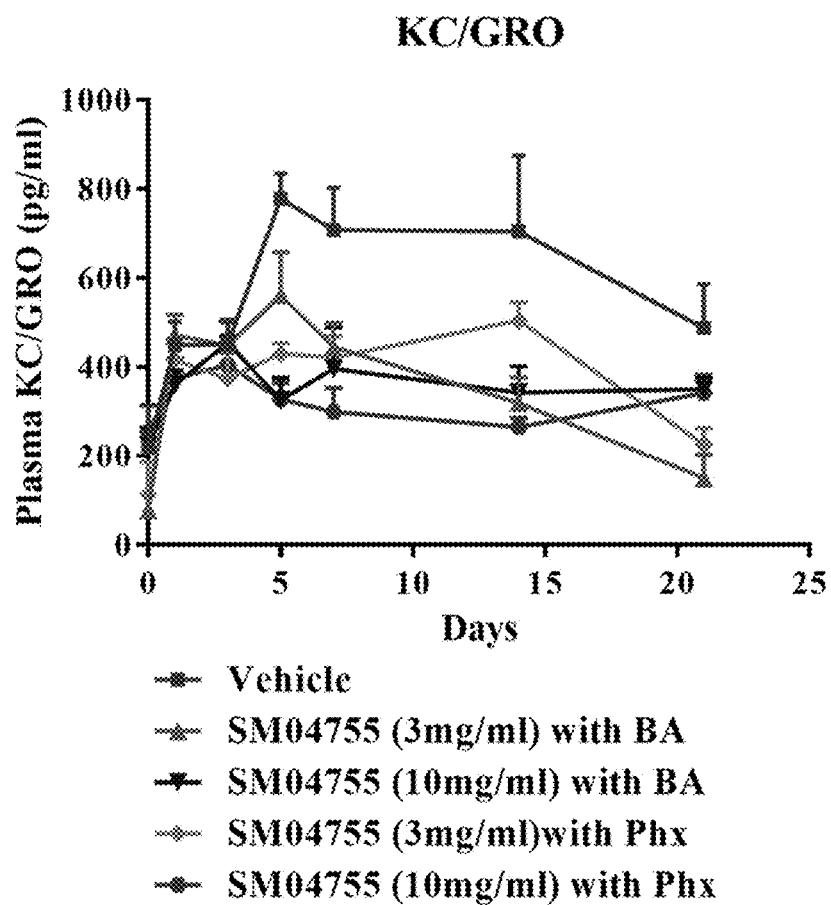 KC/GRO
Plasma KC/GRO (pg/ml)
1000
800
600
400
200
0
0 5 10 15 20 25
Days
Vehicle
SM04755 (3mg/ml) with BA
SM04755 (10mg/ml) with BA
SM04755 (3mg/ml)with Phx
SM04755 (10mg/ml) with Phx